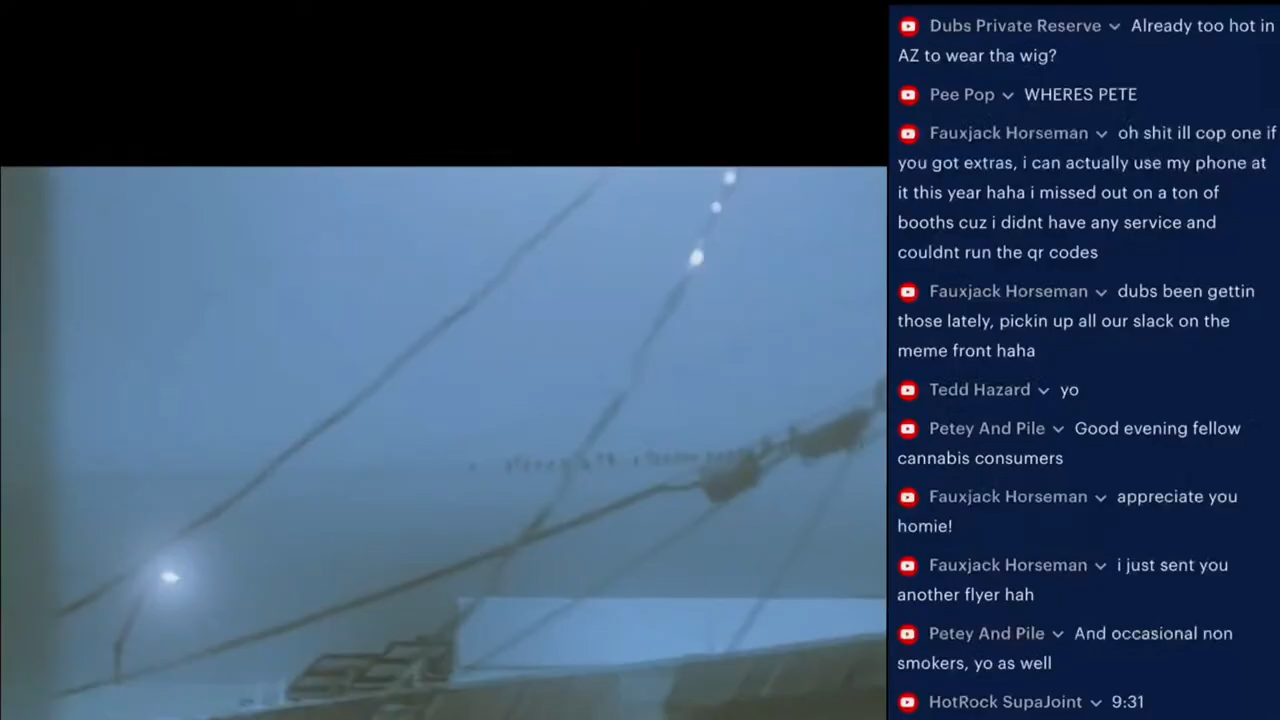 Dubs Private Reserve Already too hot in
AZ to wear tha wig?
Pee Pop WHERES PETE
Fauxjack Horseman oh shit ill cop one if
you got extras, i can actually use my phone at
it this year haha i missed out on a ton of
booths cuz i didnt have any service and
couldnt run the qr codes
Fauxjack Horseman dubs been gettin
those lately, pickin up all our slack on the
meme front haha
Tedd Hazard yo
Petey And Pile Good evening fellow
cannabis consumers
Fauxjack Horseman appreciate you
homie!
Fauxjack Horseman i just sent you
another flyer hah
Petey And Pile And occasional non
smokers, yo as well
HotRock SupaJoint 9:31